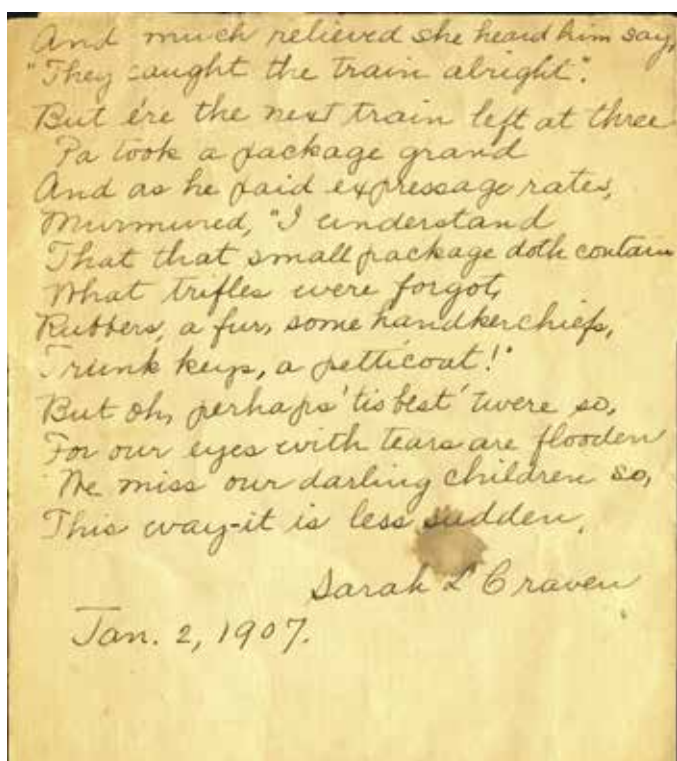 And much relieved she heard him say,
"They caught the train alright".
But e're the next train left at three
Pa took a package grand
And as he paid expressage rates,
Murmured, "I understand
That that small package doth contain
What trifles were forgot,
Rubbers, a fur, some handkerchiefs,
Trunk keys, a petticoat!"
But oh, perhaps 'tis best 'twere so,
For our eyes with tears are flooden
We miss our darling children so,
This way-it is less sudden.
Sarah L Craven
Jan. 2, 1907.